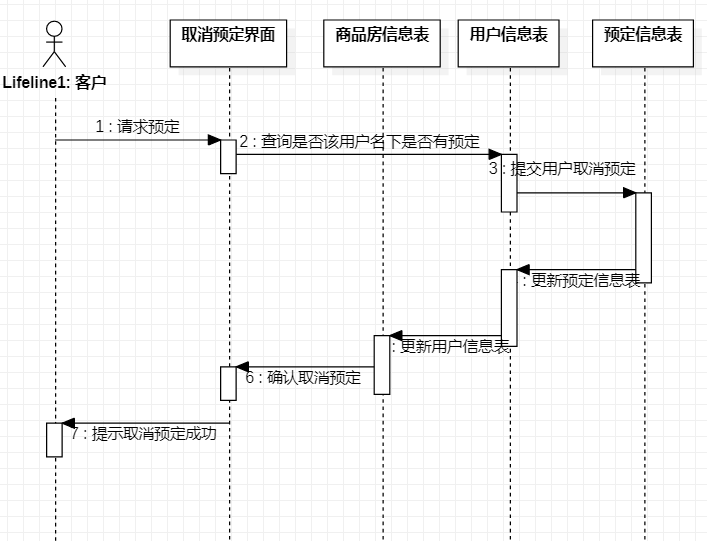 取消预定界面
商品房信息表
用户信息表
预定信息表
Lifeline1: 客户
1 : 请求预定
2 : 查询是否该用户名下是否有预定
3 : 提交用户取消预定
: 更新预定信息表
: 更新用户信息表
6 : 确认取消预定
7 : 提示取消预定成功